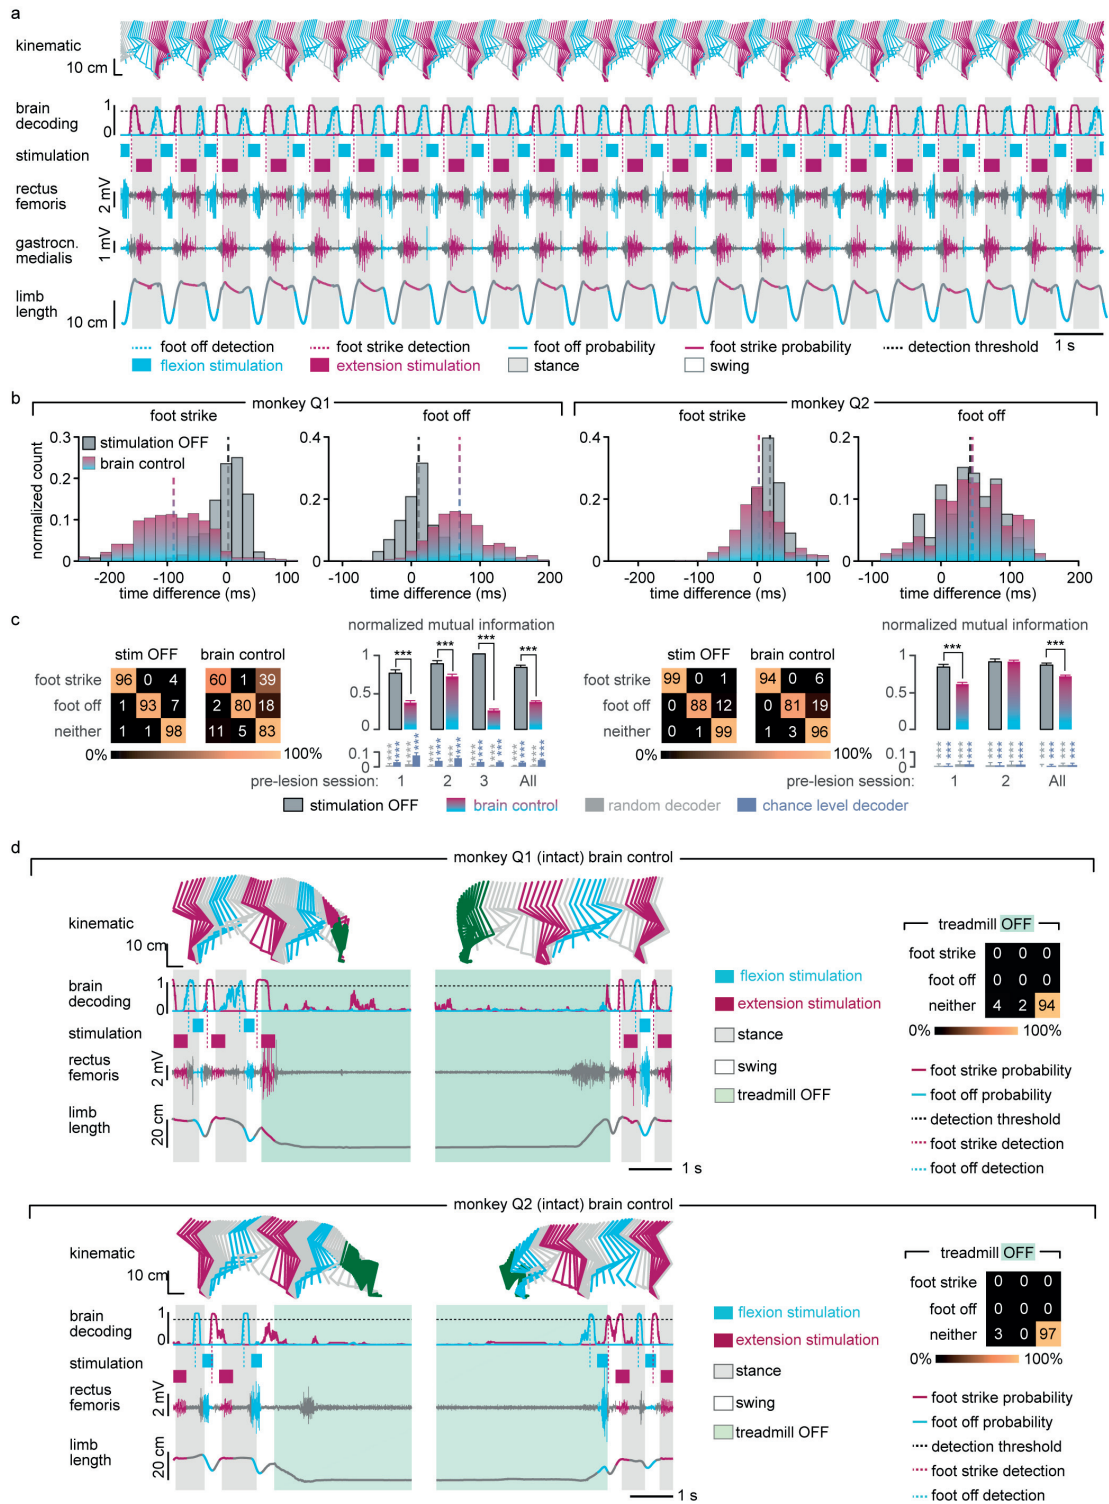 a
kinematic
10 cm
brain decoding
1
0
stimulation
rectus femoris
2 mV
gastrocn. medialis
1 mV
limb length
10 cm
foot off detection
foot strike detection
foot off probability
foot strike probability
detection threshold
1 s
flexion stimulation
extension stimulation
stance
swing
b
monkey Q1
monkey Q2
foot strike
foot off
foot strike
foot off
normalized count
0.3
0.2
0.1
0
stimulation OFF
brain control
-200 -100 0 100
time difference (ms)
0.4
0.2
0
-100 0 100 200
time difference (ms)
0.4
0.2
0
-200 -100 0 100
time difference (ms)
0.2
0.1
0
-100 0 100 200
time difference (ms)
c
normalized mutual information
normalized mutual information
stim OFF
brain control
foot strike 96 0 4 60 1 39
foot off 1 93 7 2 80 18
neither 1 1 98 11 5 83
0% 100%
1
0.5
0
0.1
0
*** *** *** ***
pre-lesion session: 1 2 3 All
stim OFF
brain control
99 0 1 94 0 6
0 88 12 0 81 19
0 1 99 1 3 96
0% 100%
1
0.5
0
0.1
0
*** ***
pre-lesion session: 1 2 All
stimulation OFF
brain control
random decoder
chance level decoder
d
monkey Q1 (intact) brain control
kinematic
10 cm
brain decoding
1
0
stimulation
rectus femoris
2 mV
limb length
20 cm
1 s
flexion stimulation
extension stimulation
stance
swing
treadmill OFF
treadmill OFF
foot strike 0 0 0
foot off 0 0 0
neither 4 2 94
0% 100%
foot strike probability
foot off probability
detection threshold
foot strike detection
foot off detection
monkey Q2 (intact) brain control
kinematic
10 cm
brain decoding
1
0
stimulation
rectus femoris
2 mV
limb length
20 cm
1 s
flexion stimulation
extension stimulation
stance
swing
treadmill OFF
treadmill OFF
foot strike 0 0 0
foot off 0 0 0
neither 3 0 97
0% 100%
foot strike probability
foot off probability
detection threshold
foot strike detection
foot off detection